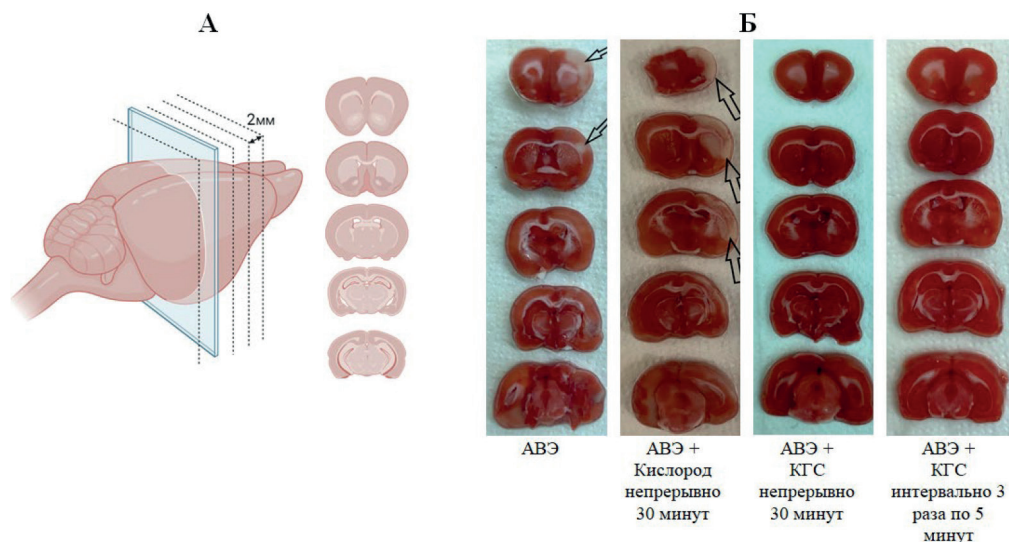 А
Б
2мм
АВЭ
АВЭ +
Кислород
непрерывно
30 минут
АВЭ +
КГС
непрерывно
30 минут
АВЭ +
КГС
интервально 3
раза по 5
минут